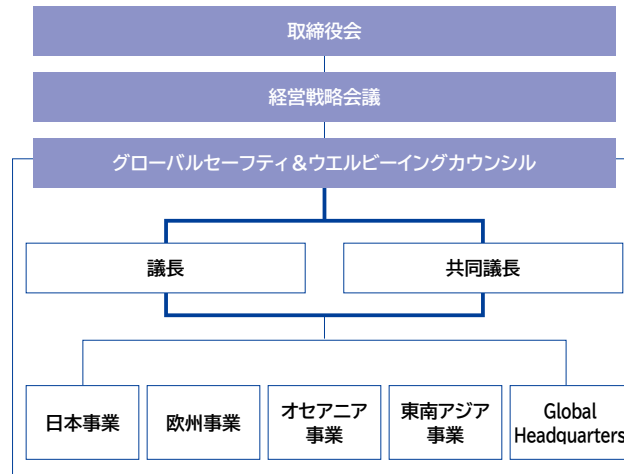 取締役会
経営戦略会議
グローバルセーフティ&ウエルビーイングカウンシル
議長
共同議長
日本事業
欧州事業
オセアニア
事業
東南アジア
事業
Global
Headquarters